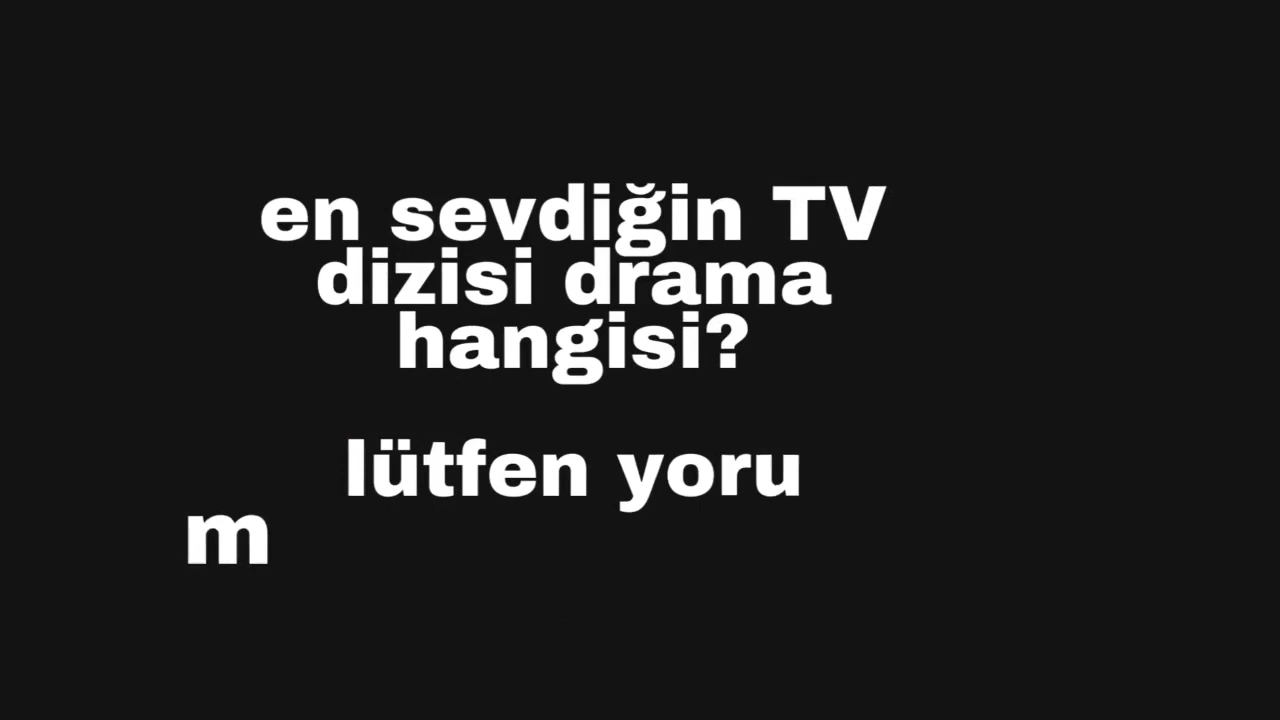 en sevdiğin TV
dizisi drama
hangisi?
lütfen yoru
m